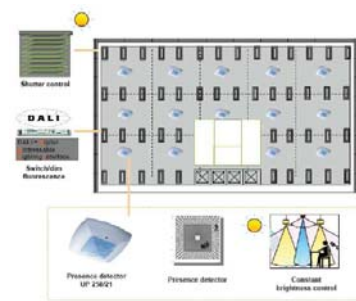 Shutter control
DALI
Switch/dim
fluorescence
Presence detector
UP 258/21
Presence detector
Constant
brightness control